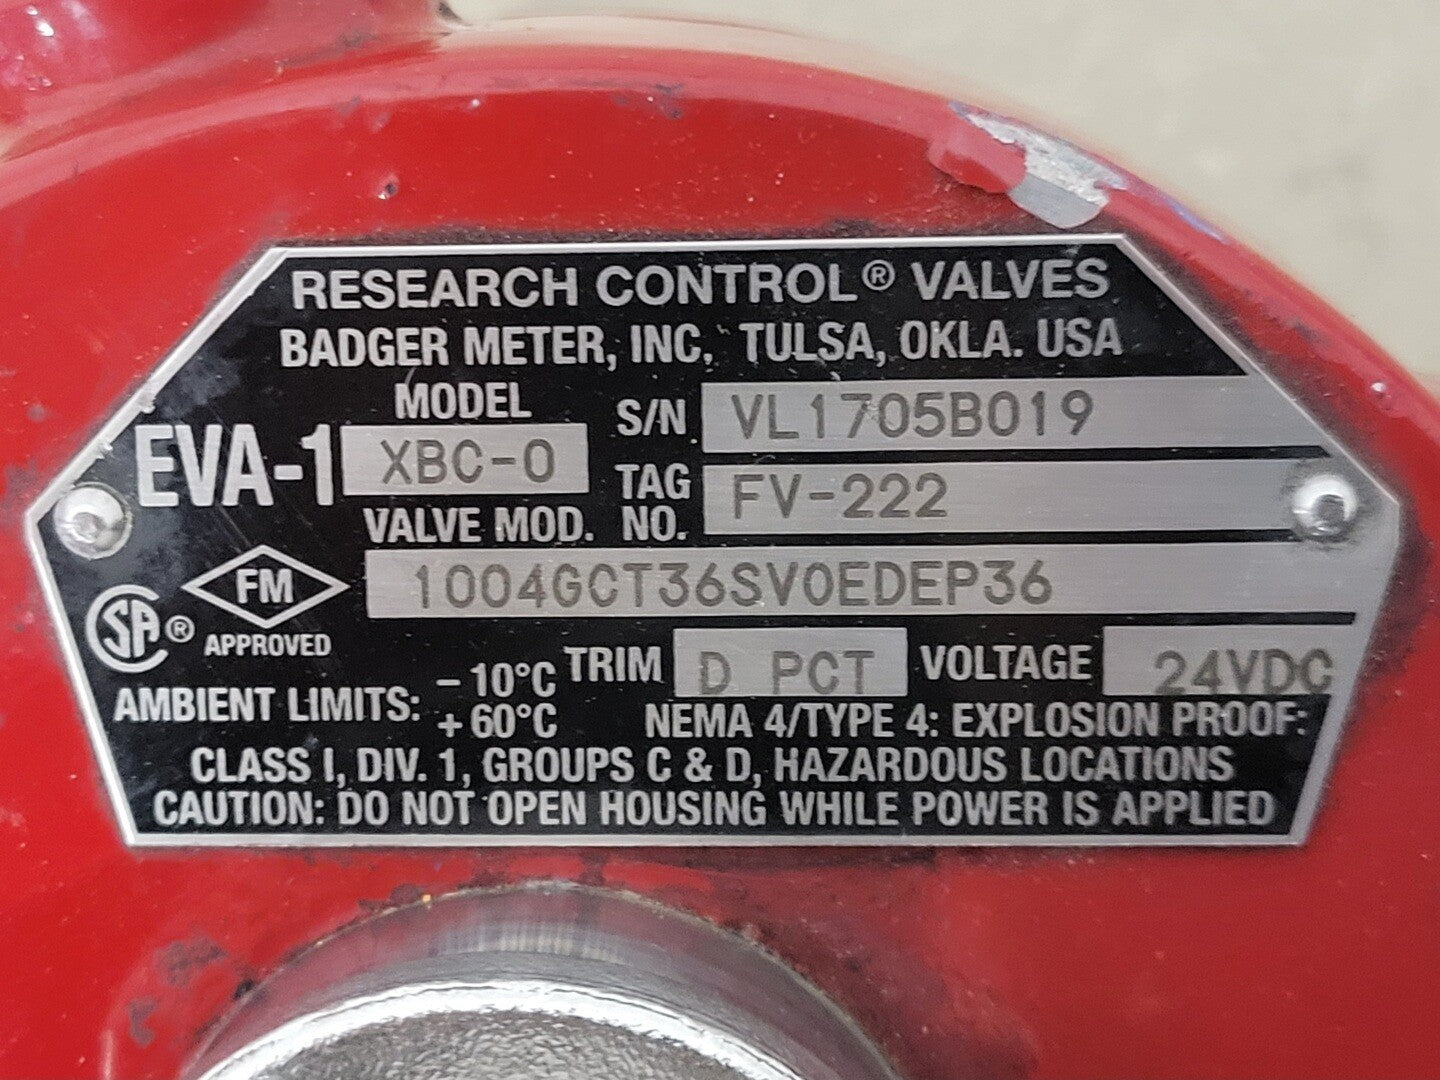 RESEARCH CONTROL® VALVES
BADGER METER, INC. TULSA, OKLA. USA
MODEL
EVA-1 XBC-0 S/N. VL1705B019
TAG NO. FV-222
VALVE MOD.
1004GCT36SV0EDEP36
SA ® FM APPROVED
TRIM D PCT VOLTAGE 24VDC
AMBIENT LIMITS: -10°C +60°C NEMA 4/TYPE 4: EXPLOSION PROOF:
CLASS I, DIV. 1, GROUPS C & D, HAZARDOUS LOCATIONS
CAUTION: DO NOT OPEN HOUSING WHILE POWER IS APPLIED